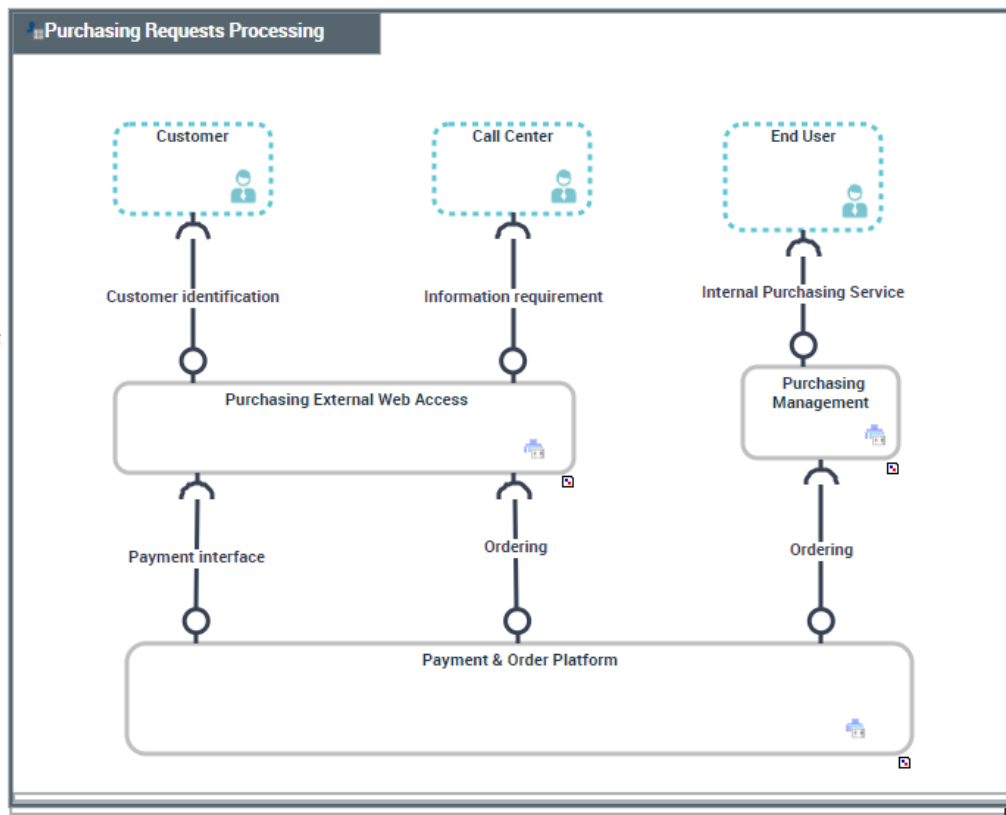 Purchasing Requests Processing
Customer
Call Center
End User
Customer identification
Information requirement
Internal Purchasing Service
Purchasing External Web Access
Purchasing
Management
Payment interface
Ordering
Ordering
Payment & Order Platform